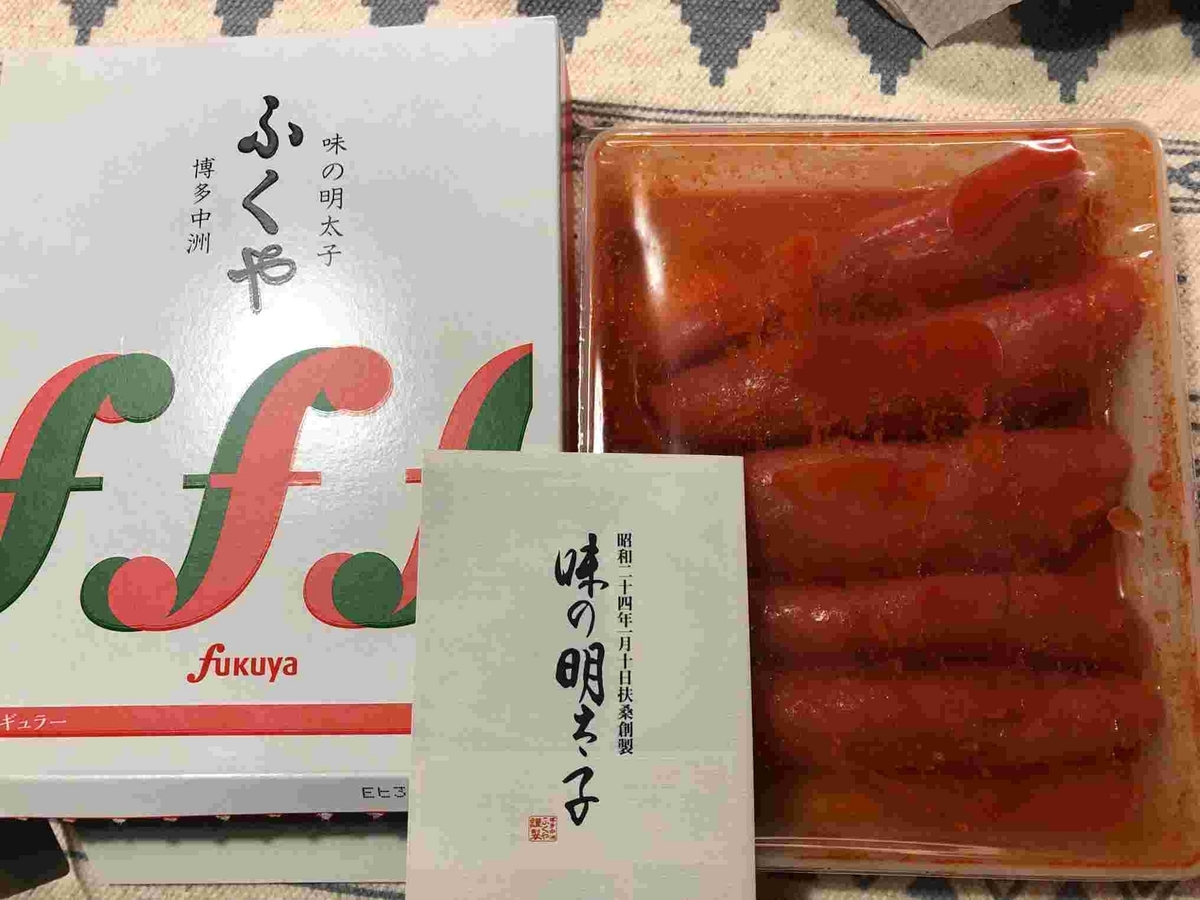 味の明太子
ふくや
博多中洲
fukuya
ギュラー
昭和二十四年一月十日扶桑創製
味の明太子